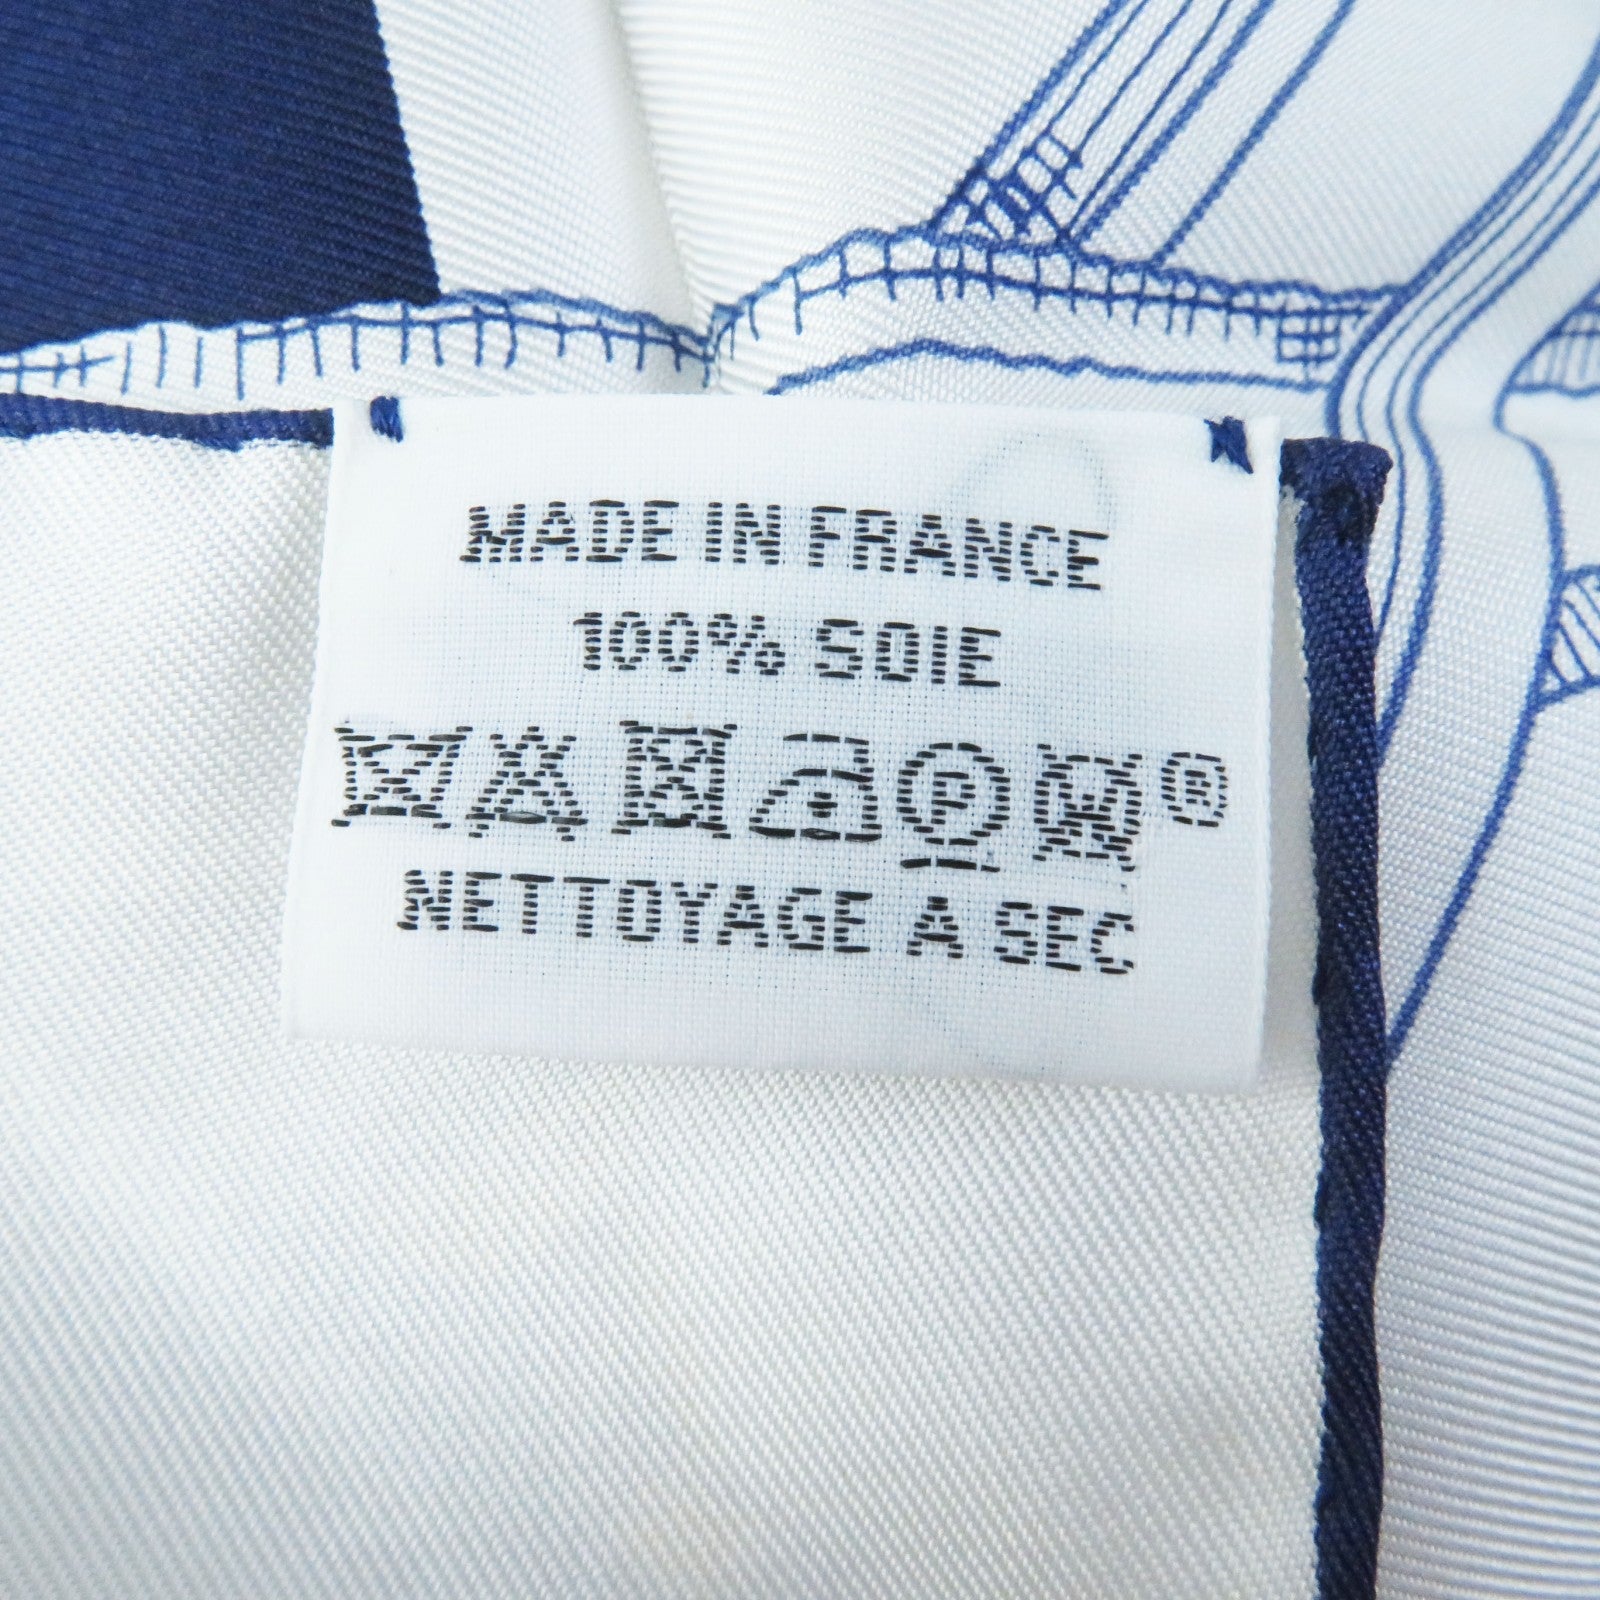 MADE IN FRANCE
100% SOIE
P W ®
NETTOYAGE A SEC